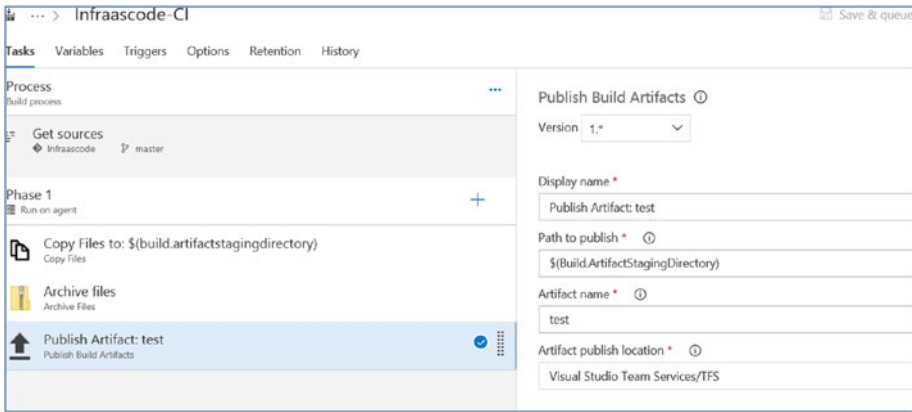 ... > Infraascode-CI
Save & queue
Tasks Variables Triggers Options Retention History
Process
Build process
Get sources
Infraascode master
Phase 1
Run on agent
Copy Files to: $(build.artifactstagingdirectory)
Copy Files
Archive files
Archive Files
Publish Artifact: test
Publish Build Artifacts
Publish Build Artifacts
Version 1.*
Display name *
Publish Artifact: test
Path to publish *
$(Build.ArtifactStagingDirectory)
Artifact name *
test
Artifact publish location *
Visual Studio Team Services/TFS